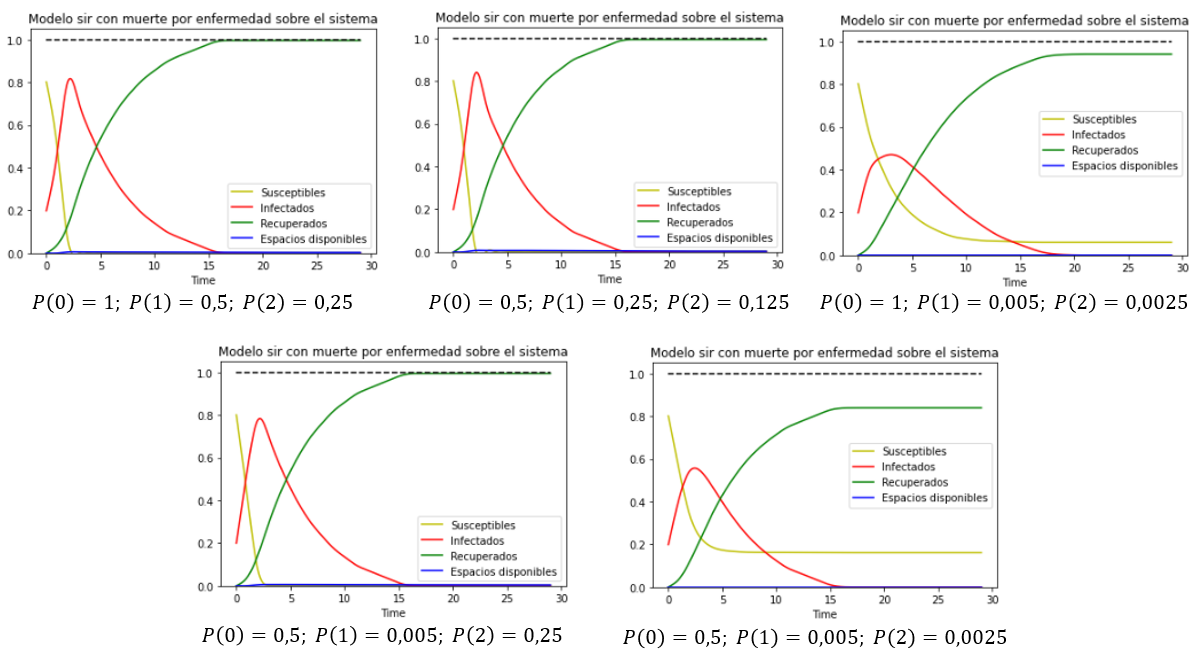 Modelo sir con muerte por enfermedad sobre el sistema
1.0
0.8
0.6
0.4
0.2
0.0
Susceptibles
Infectados
Recuperados
Espacios disponibles
0 5 10 15 20 25 30
Time
P(0) = 1; P(1) = 0,5; P(2) = 0,25
Modelo sir con muerte por enfermedad sobre el sistema
1.0
0.8
0.6
0.4
0.2
0.0
Susceptibles
Infectados
Recuperados
Espacios disponibles
0 5 10 15 20 25 30
Time
P(0) = 0,5; P(1) = 0,25; P(2) = 0,125
Modelo sir con muerte por enfermedad sobre el sistema
1.0
0.8
0.6
0.4
0.2
0.0
Susceptibles
Infectados
Recuperados
Espacios disponibles
0 5 10 15 20 25 30
Time
P(0) = 1; P(1) = 0,005; P(2) = 0,0025
Modelo sir con muerte por enfermedad sobre el sistema
1.0
0.8
0.6
0.4
0.2
0.0
Susceptibles
Infectados
Recuperados
Espacios disponibles
0 5 10 15 20 25 30
Time
P(0) = 0,5; P(1) = 0,005; P(2) = 0,25
Modelo sir con muerte por enfermedad sobre el sistema
1.0
0.8
0.6
0.4
0.2
0.0
Susceptibles
Infectados
Recuperados
Espacios disponibles
0 5 10 15 20 25 30
Time
P(0) = 0,5; P(1) = 0,005; P(2) = 0,0025